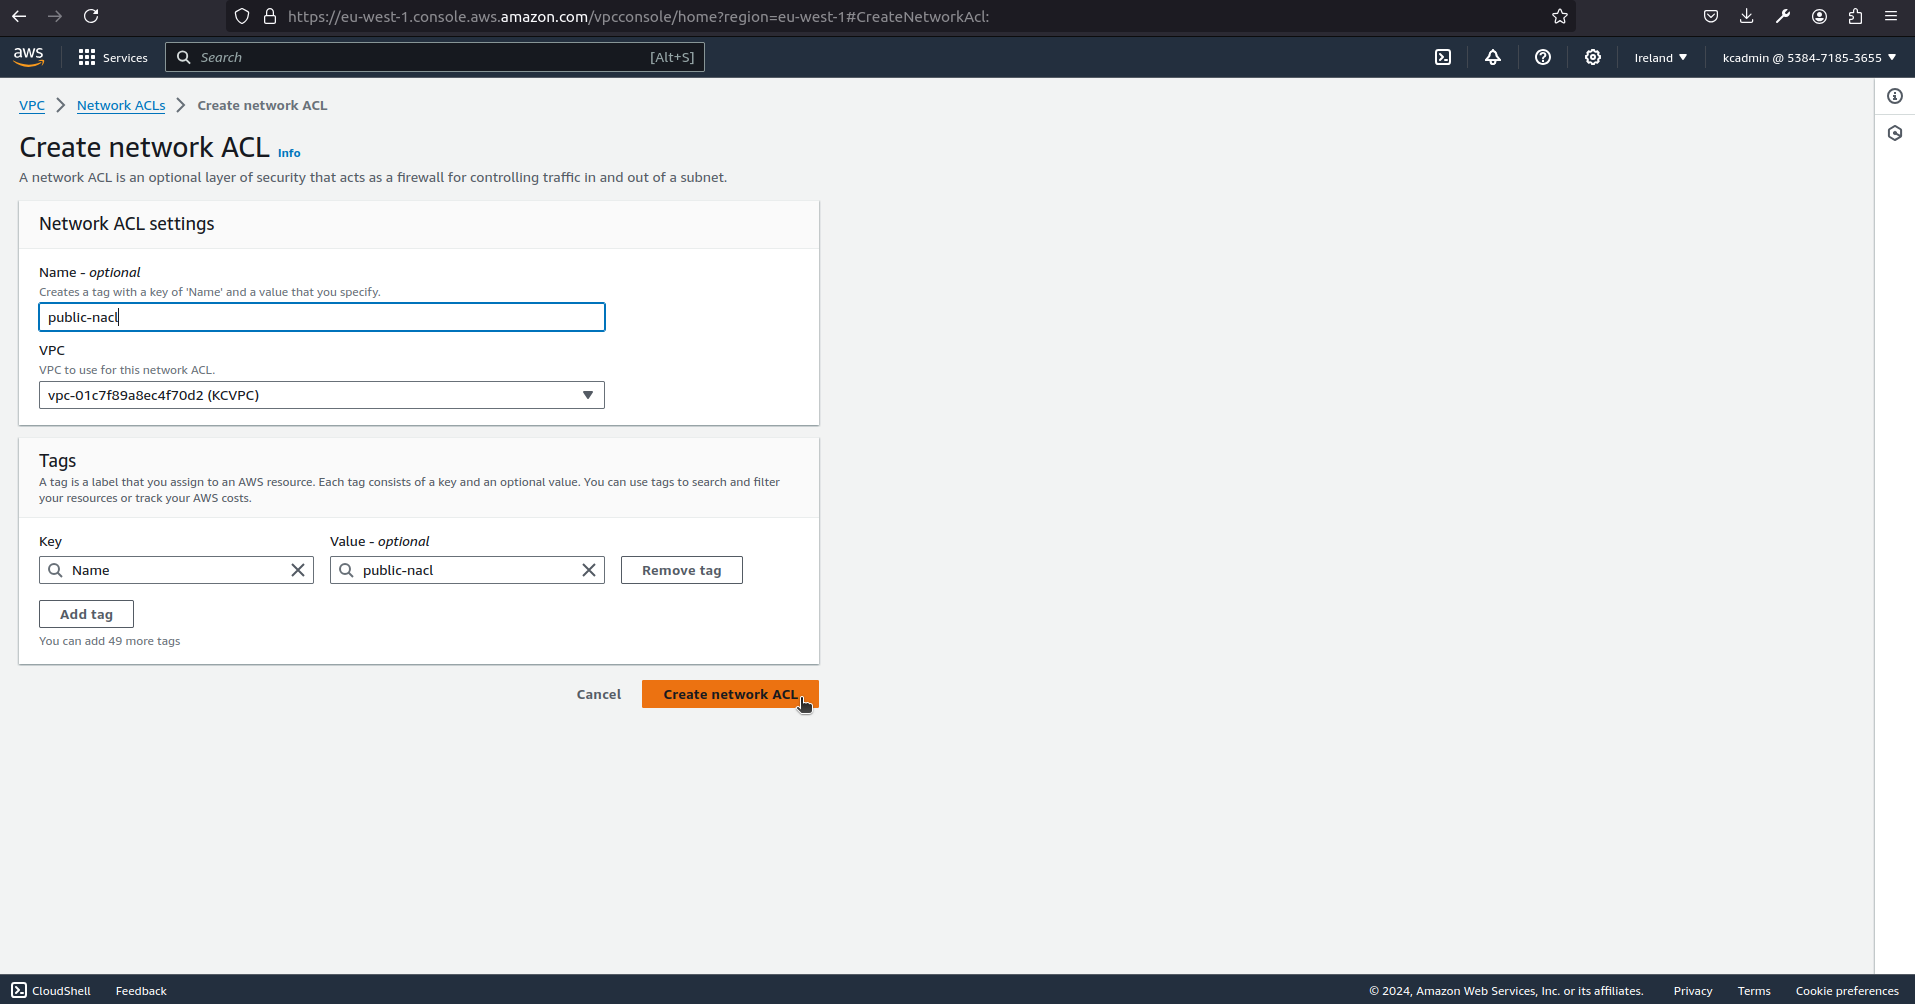 https://eu-west-1.console.aws.amazon.com/vpcconsole/home?region=eu-west-1#CreateNetworkAcl:
aws Services Search [Alt+S] Ireland kcadmin @ 5384-7185-3655
VPC Network ACLs Create network ACL
Create network ACL Info
A network ACL is an optional layer of security that acts as a firewall for controlling traffic in and out of a subnet.
Network ACL settings
Name - optional
Creates a tag with a key of 'Name' and a value that you specify.
public-nacl
VPC
VPC to use for this network ACL.
vpc-01c7f89a8ec4f70d2 (KCVPC)
Tags
A tag is a label that you assign to an AWS resource. Each tag consists of a key and an optional value. You can use tags to search and filter
your resources or track your AWS costs.
Key Value - optional
Name public-nacl Remove tag
Add tag
You can add 49 more tags
Cancel Create network ACL
CloudShell Feedback © 2024, Amazon Web Services, Inc. or its affiliates. Privacy Terms Cookie preferences